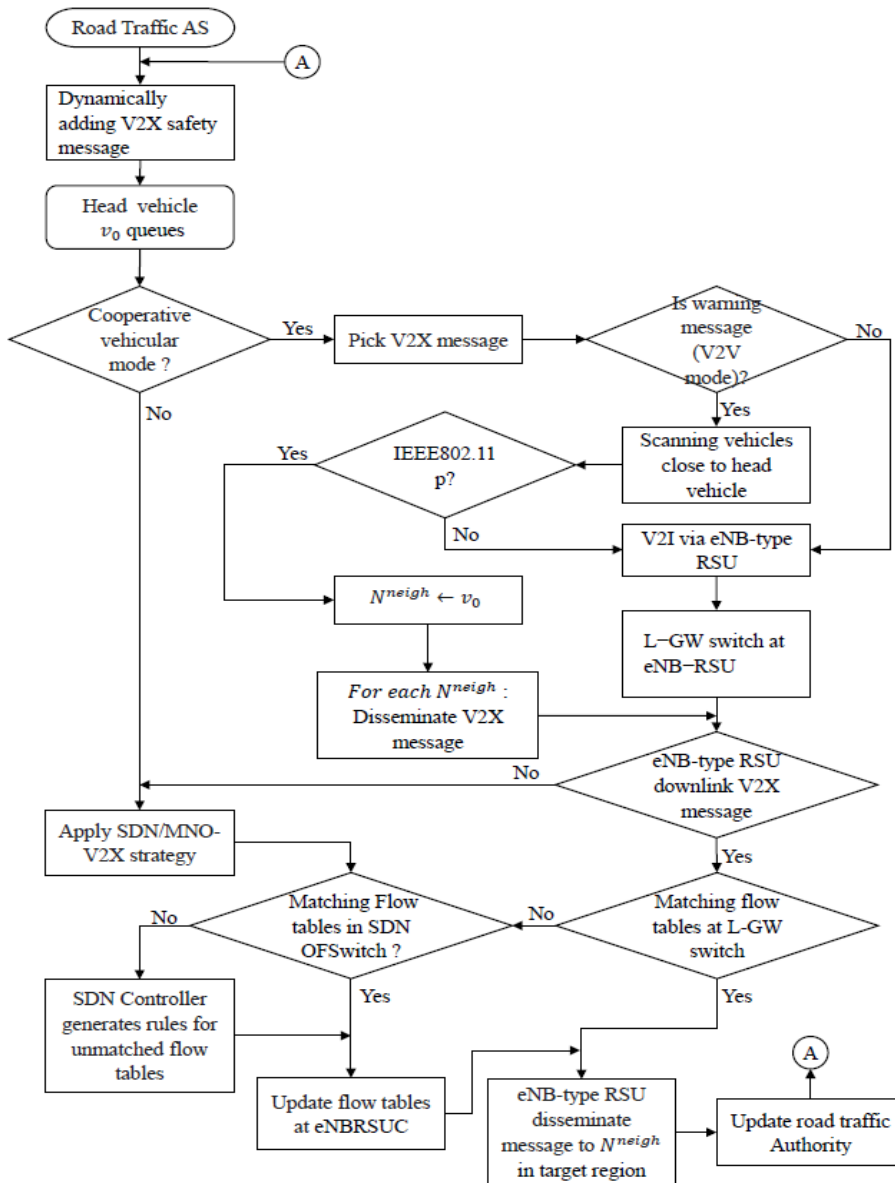 Road Traffic AS
A
Dynamically
adding V2X safety
message
Head vehicle
v₀ queues
Cooperative
vehicular
mode ?
Yes
No
Pick V2X message
Is warning
message
(V2V
mode)?
No
Yes
Scanning vehicles
close to head
vehicle
IEEE802.11
p?
Yes
No
V2I via eNB-type
RSU
N^neigh ← v₀
L−GW switch at
eNB−RSU
For each N^neigh :
Disseminate V2X
message
eNB-type RSU
downlink V2X
message
No
Yes
Apply SDN/MNO-
V2X strategy
Matching Flow
tables in SDN
OFSwitch ?
No
Yes
Matching flow
tables at L-GW
switch
No
Yes
SDN Controller
generates rules for
unmatched flow
tables
Update flow tables
at eNBRSUC
eNB-type RSU
disseminate
message to N^neigh
in target region
A
Update road traffic
Authority